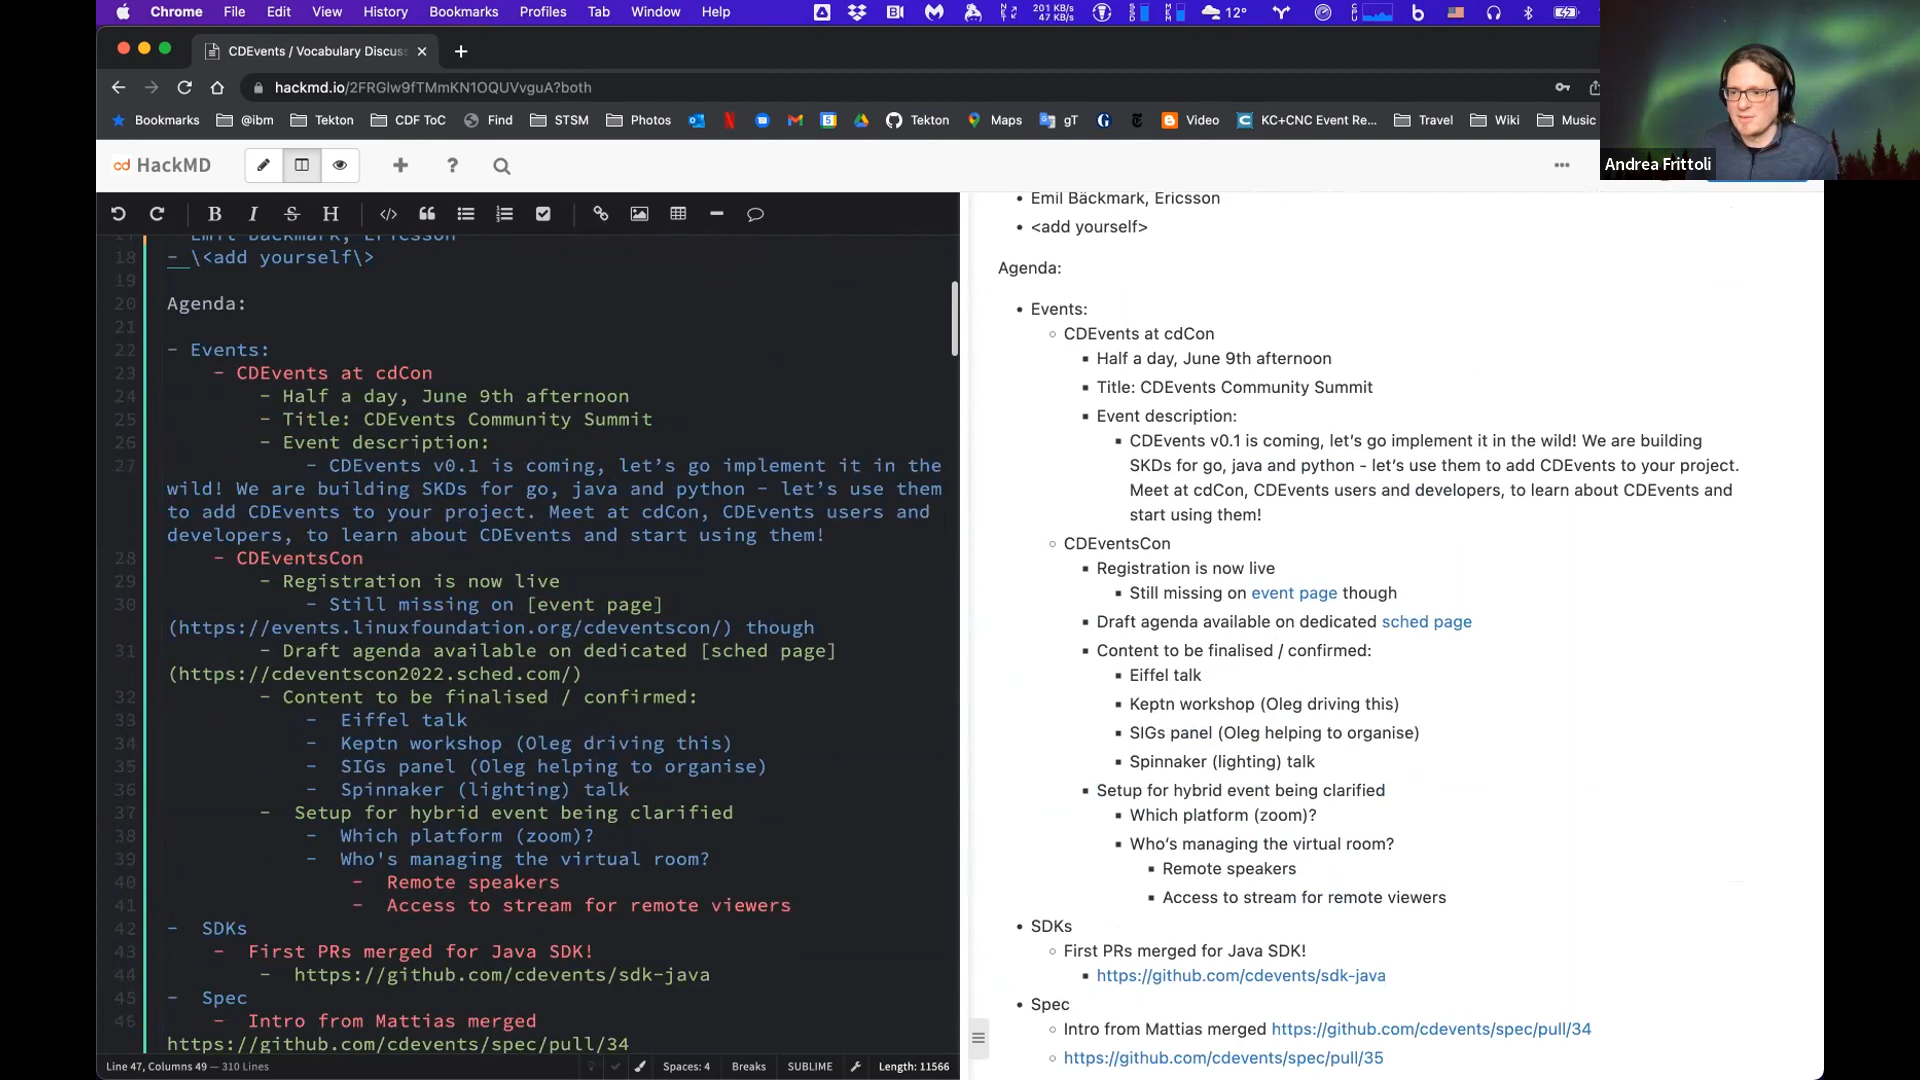 Chrome File Edit View History Bookmarks Profiles Tab Window Help
201 KB/s
47 KB/s
12°
CDEvents / Vocabulary Discus
hackmd.io/2FRGlw9fTMmKN1OQUVvguA?both
Bookmarks @ibm Tekton CDF ToC Find STSM Photos Tekton Maps gT Video KC+CNC Event Re... Travel Wiki Music
Andrea Frittoli
HackMD
18 - \<add yourself\>
19
20 Agenda:
21
22 - Events:
23 - CDEvents at cdCon
24 - Half a day, June 9th afternoon
25 - Title: CDEvents Community Summit
26 - Event description:
27 - CDEvents v0.1 is coming, let’s go implement it in the
wild! We are building SKDs for go, java and python - let’s use them
to add CDEvents to your project. Meet at cdCon, CDEvents users and
developers, to learn about CDEvents and start using them!
28 - CDEventsCon
29 - Registration is now live
30 - Still missing on [event page]
(https://events.linuxfoundation.org/cdeventscon/) though
31 - Draft agenda available on dedicated [sched page]
(https://cdeventscon2022.sched.com/)
32 - Content to be finalised / confirmed:
33 - Eiffel talk
34 - Keptn workshop (Oleg driving this)
35 - SIGs panel (Oleg helping to organise)
36 - Spinnaker (lighting) talk
37 - Setup for hybrid event being clarified
38 - Which platform (zoom)?
39 - Who's managing the virtual room?
40 - Remote speakers
41 - Access to stream for remote viewers
42 - SDKs
43 - First PRs merged for Java SDK!
44 - https://github.com/cdevents/sdk-java
45 - Spec
46 - Intro from Mattias merged
https://github.com/cdevents/spec/pull/34
Line 47, Columns 49 — 310 Lines
Spaces: 4 Breaks SUBLIME Length: 11566
Emil Bäckmark, Ericsson
<add yourself>
Agenda:
Events:
CDEvents at cdCon
Half a day, June 9th afternoon
Title: CDEvents Community Summit
Event description:
CDEvents v0.1 is coming, let’s go implement it in the wild! We are building
SKDs for go, java and python - let’s use them to add CDEvents to your project.
Meet at cdCon, CDEvents users and developers, to learn about CDEvents and
start using them!
CDEventsCon
Registration is now live
Still missing on event page though
Draft agenda available on dedicated sched page
Content to be finalised / confirmed:
Eiffel talk
Keptn workshop (Oleg driving this)
SIGs panel (Oleg helping to organise)
Spinnaker (lighting) talk
Setup for hybrid event being clarified
Which platform (zoom)?
Who’s managing the virtual room?
Remote speakers
Access to stream for remote viewers
SDKs
First PRs merged for Java SDK!
https://github.com/cdevents/sdk-java
Spec
Intro from Mattias merged https://github.com/cdevents/spec/pull/34
https://github.com/cdevents/spec/pull/35